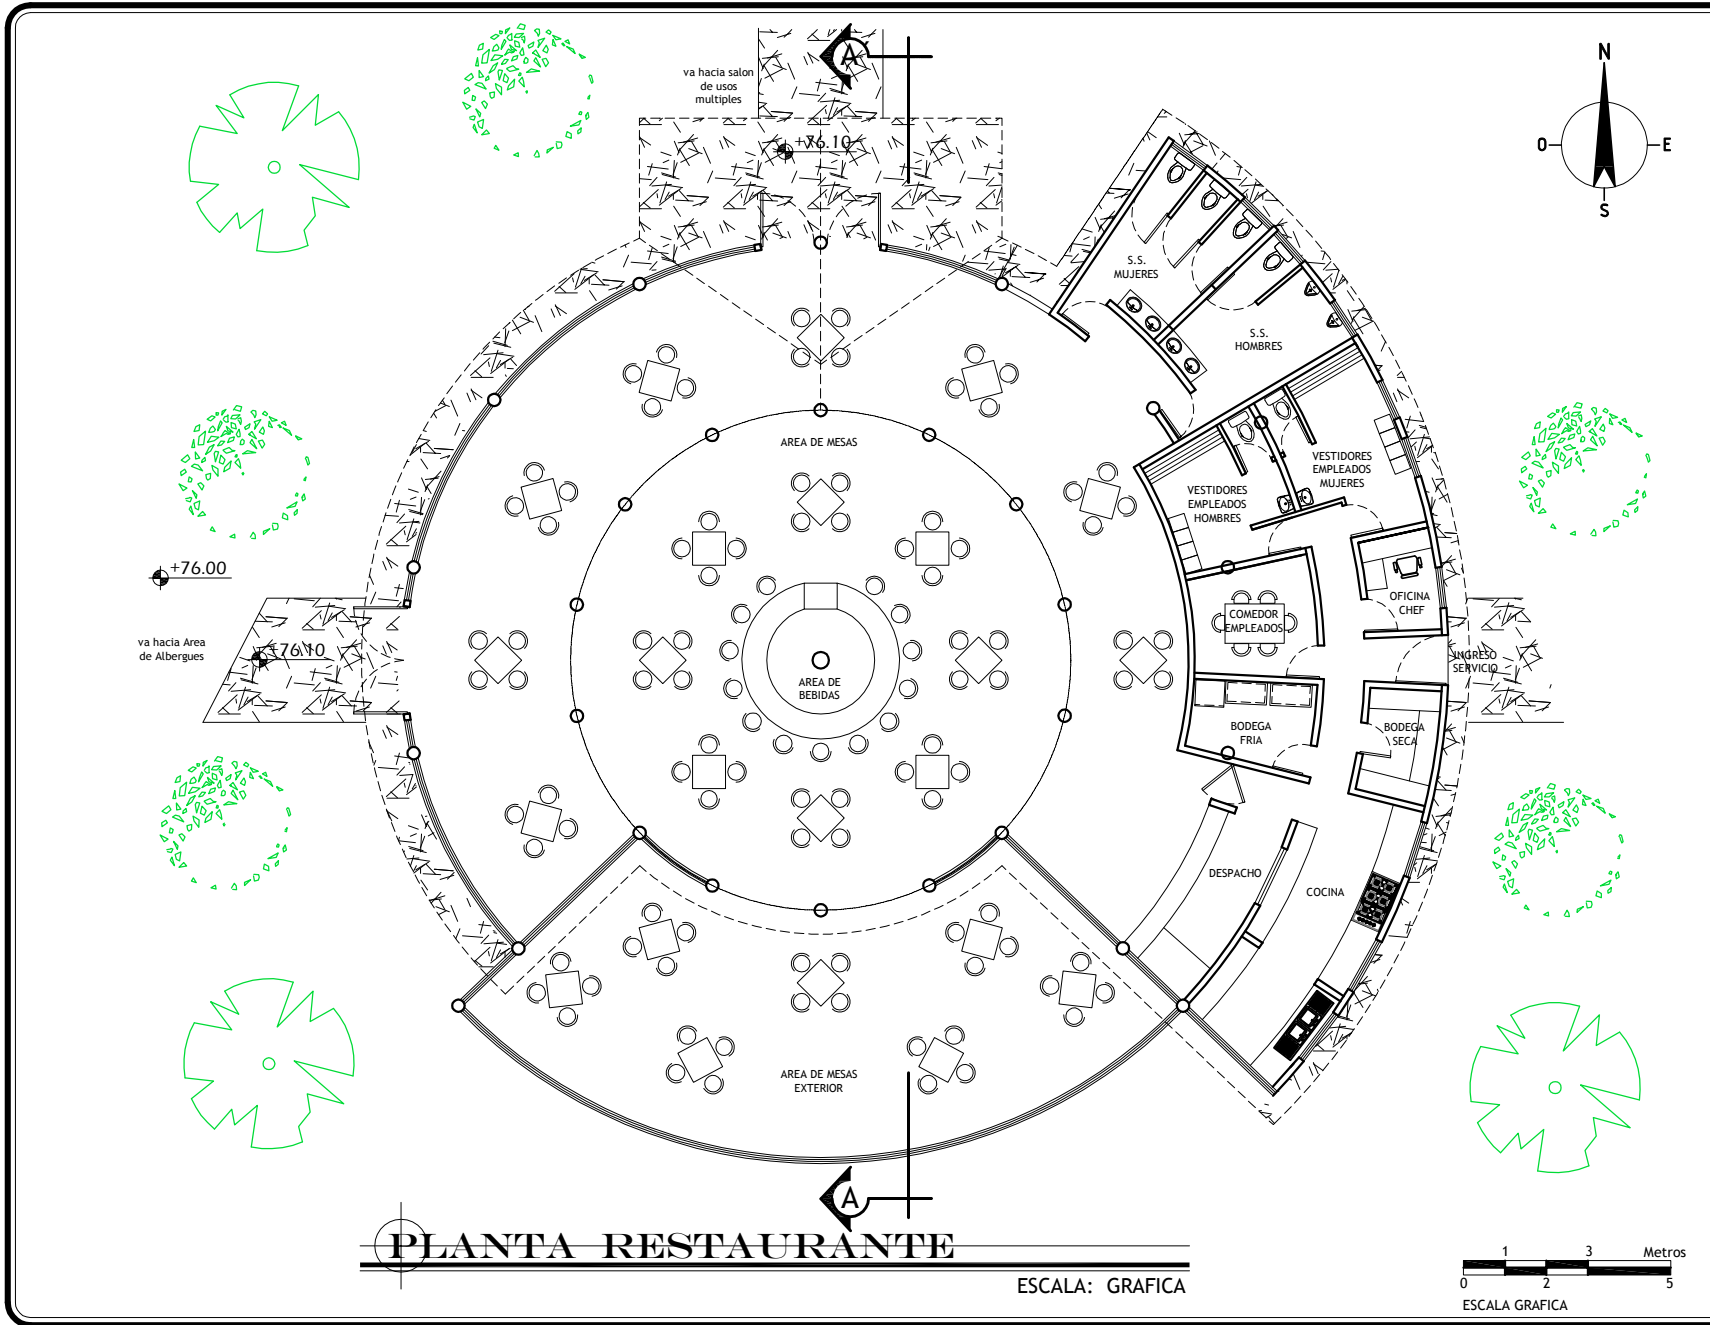 va hacia salon
de usos
multiples
A
N
O
E
S
+76.10
S.S.
MUJERES
S.S.
HOMBRES
AREA DE MESAS
VESTIDORES
EMPLEADOS
MUJERES
VESTIDORES
EMPLEADOS
HOMBRES
+76.00
OFICINA
CHEF
COMEDOR
EMPLEADOS
va hacia Area
de Albergues
+76.10
INGRESO
SERVICIO
AREA DE
BEBIDAS
BODEGA
FRIA
BODEGA
SECA
DESPACHO
COCINA
AREA DE MESAS
EXTERIOR
A
PLANTA RESTAURANTE
ESCALA: GRAFICA
1 3 Metros
0 2 5
ESCALA GRAFICA